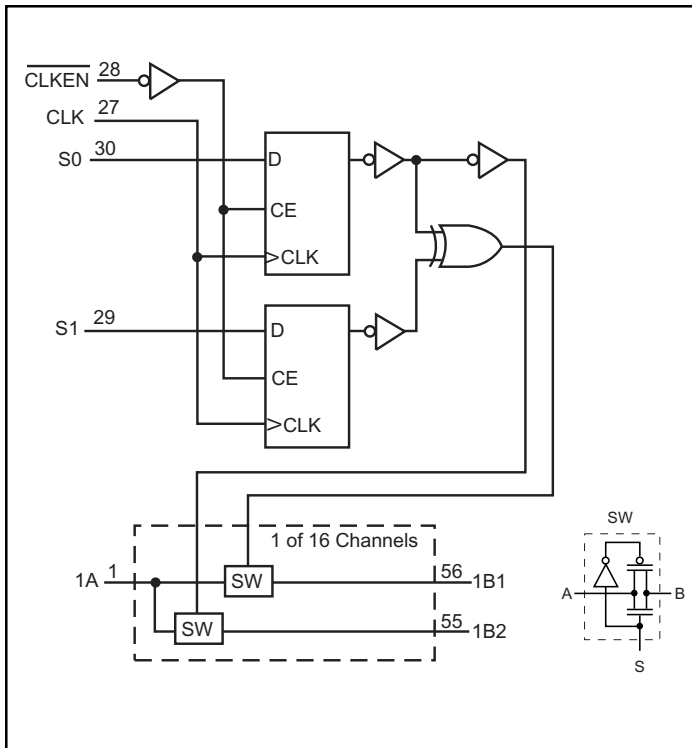 CLKEN 28
CLK 27
S0 30
D
CE
CLK
S1 29
D
CE
CLK
1 of 16 Channels
1A 1
SW
56 1B1
SW
55 1B2
SW
A
B
S